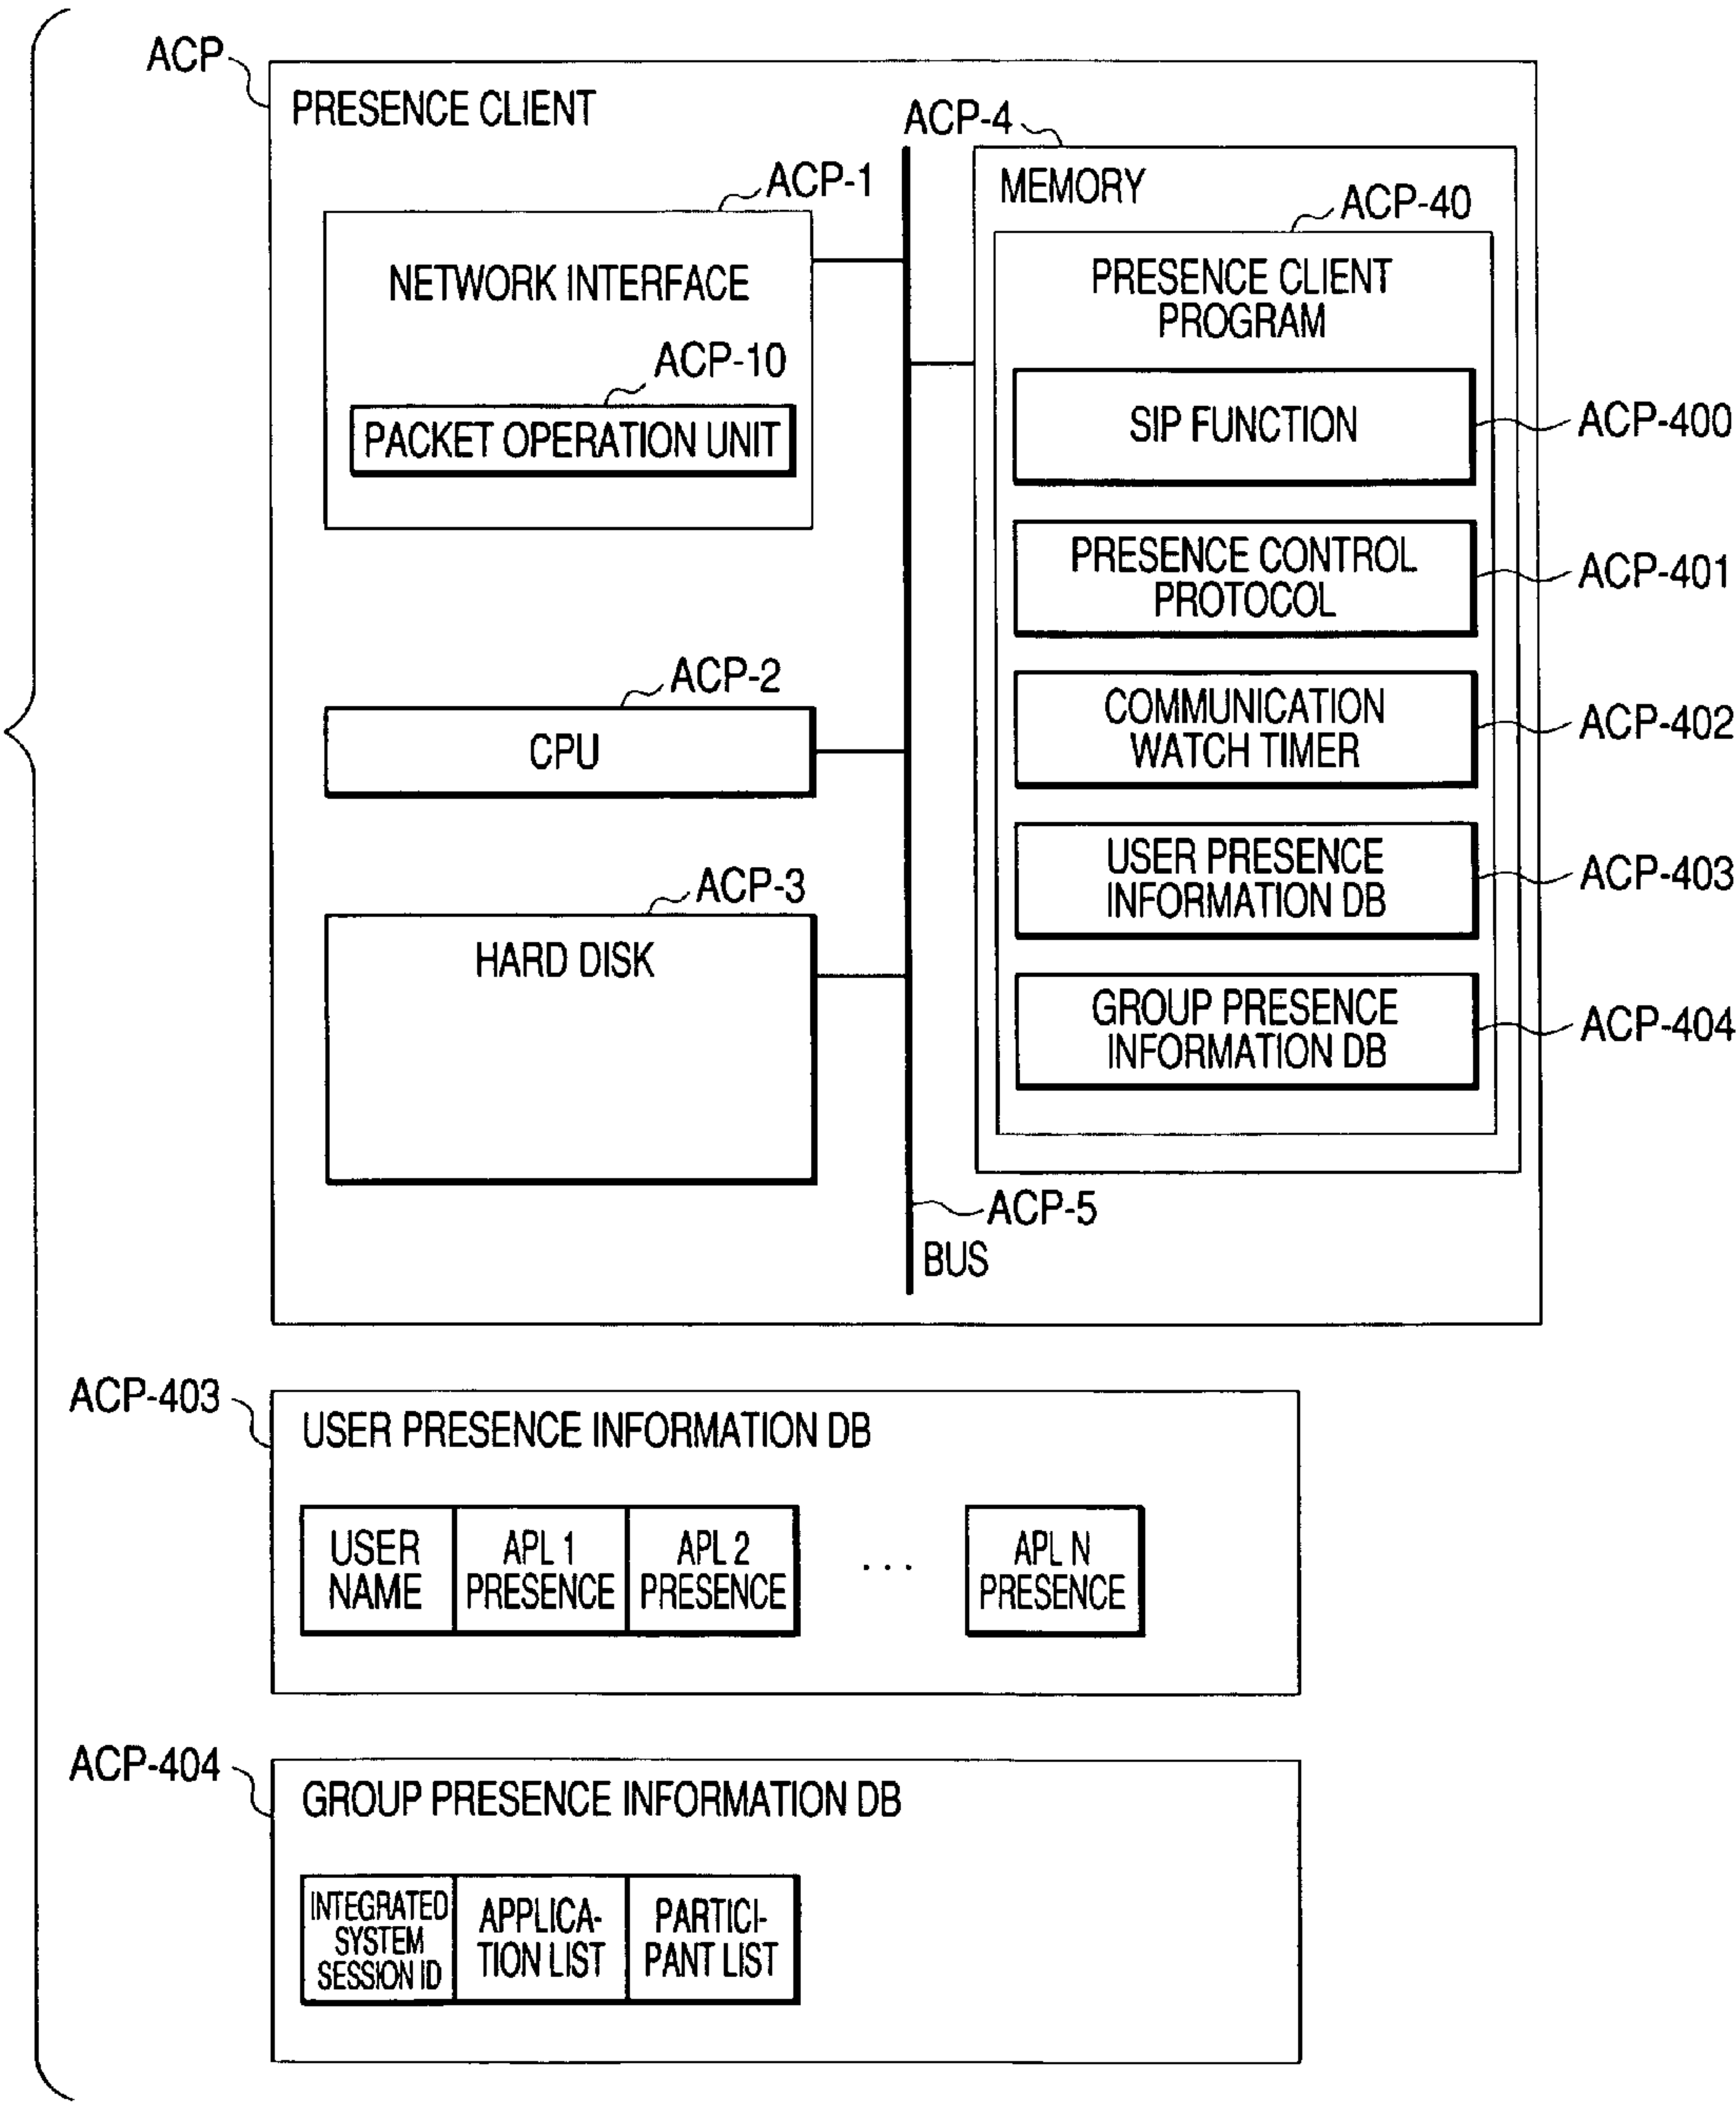 ACP
PRESENCE CLIENT
ACP-1
NETWORK INTERFACE
ACP-10
PACKET OPERATION UNIT
ACP-2
CPU
ACP-3
HARD DISK
ACP-4
MEMORY
ACP-40
PRESENCE CLIENT
PROGRAM
SIP FUNCTION
ACP-400
PRESENCE CONTROL
PROTOCOL
ACP-401
COMMUNICATION
WATCH TIMER
ACP-402
USER PRESENCE
INFORMATION DB
ACP-403
GROUP PRESENCE
INFORMATION DB
ACP-404
ACP-5
BUS
ACP-403
USER PRESENCE INFORMATION DB
USER
NAME
APL 1
PRESENCE
APL 2
PRESENCE
...
APL N
PRESENCE
ACP-404
GROUP PRESENCE INFORMATION DB
INTEGRATED
SYSTEM
SESSION ID
APPLICA-
TION LIST
PARTICI-
PANT LIST